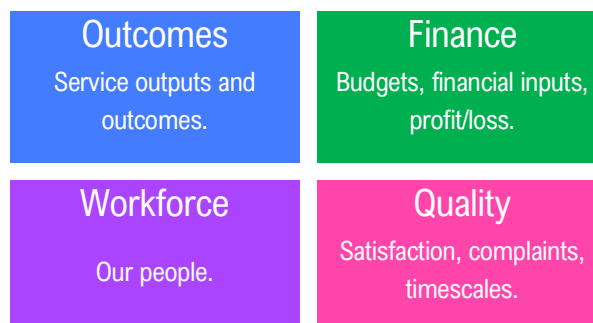 Outcomes
Service outputs and
outcomes.
Finance
Budgets, financial inputs,
profit/loss.
Workforce
Our people.
Quality
Satisfaction, complaints,
timescales.